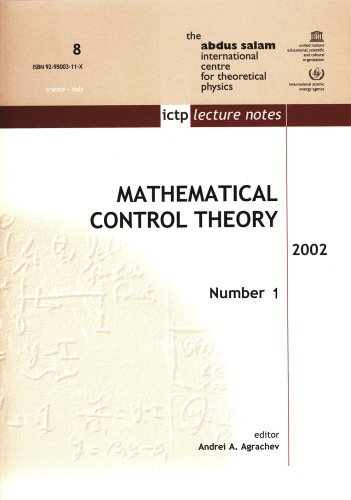 8
ISBN 92-95003-11-X
trieste - italy
the
abdus salam
international
centre
for theoretical
physics
united nations
educational, scientific
and cultural
organization
international atomic
energy agency
ictp lecture notes
MATHEMATICAL
CONTROL THEORY
2002
Number 1
editor
Andrei A. Agrachev